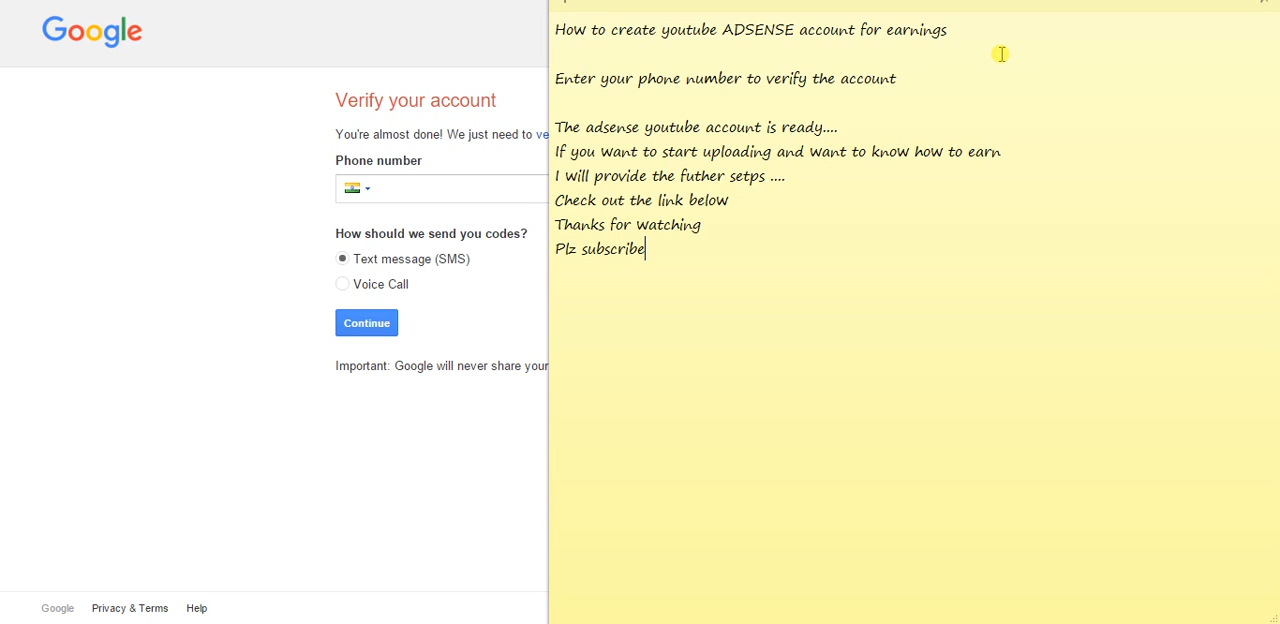 Google
Verify your account
You're almost done! We just need to ve
Phone number
How should we send you codes?
Text message (SMS)
Voice Call
Continue
Important: Google will never share your
Google Privacy & Terms Help
How to create youtube ADSENSE account for earnings
Enter your phone number to verify the account
The adsense youtube account is ready....
If you want to start uploading and want to know how to earn
I will provide the futher setps ....
Check out the link below
Thanks for watching
Plz subscribe